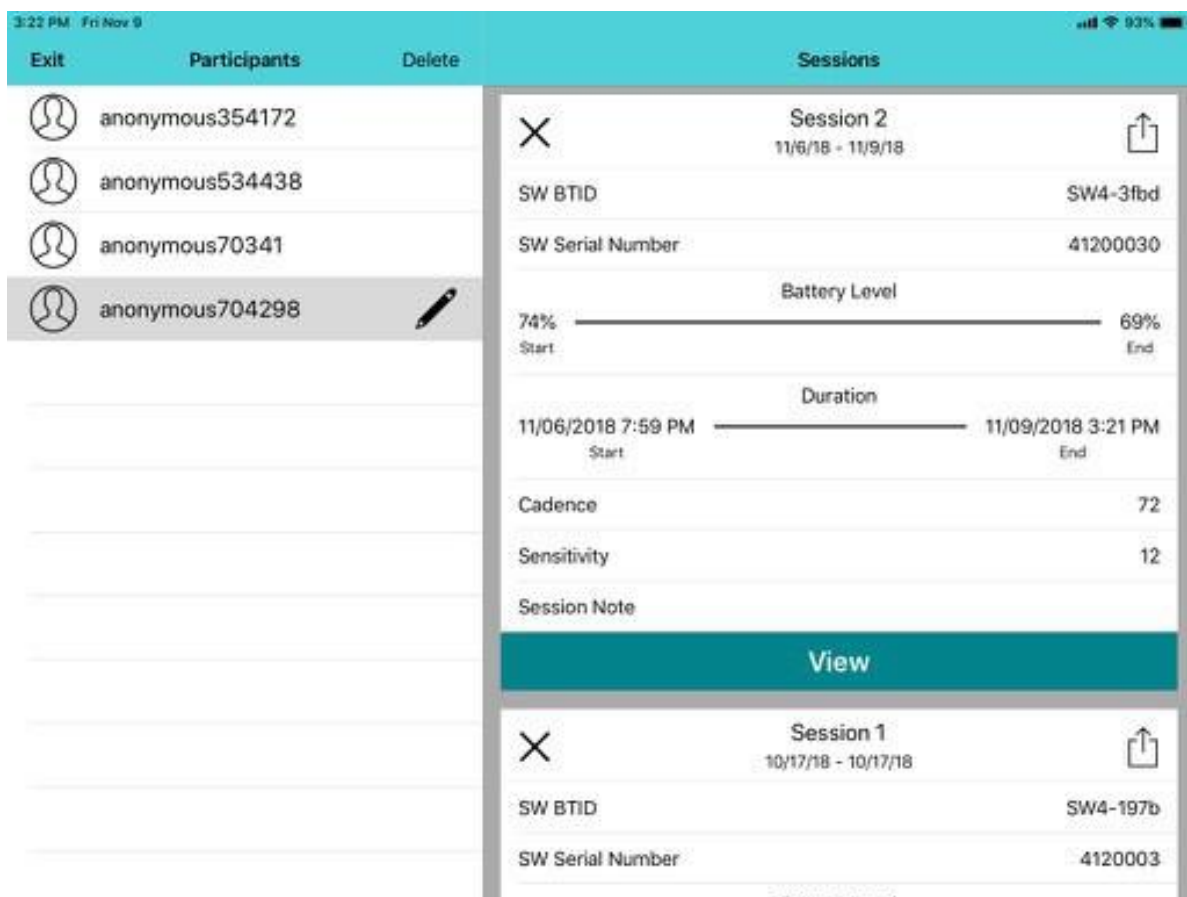 3:22 PM Fri Nov 9
93%
Exit
Participants
Delete
anonymous354172
anonymous534438
anonymous70341
anonymous704298
Sessions
Session 2
11/6/18 - 11/9/18
SW BTID SW4-3fbd
SW Serial Number 41200030
Battery Level
74% 69%
Start End
Duration
11/06/2018 7:59 PM 11/09/2018 3:21 PM
Start End
Cadence 72
Sensitivity 12
Session Note
View
Session 1
10/17/18 - 10/17/18
SW BTID SW4-197b
SW Serial Number 4120003